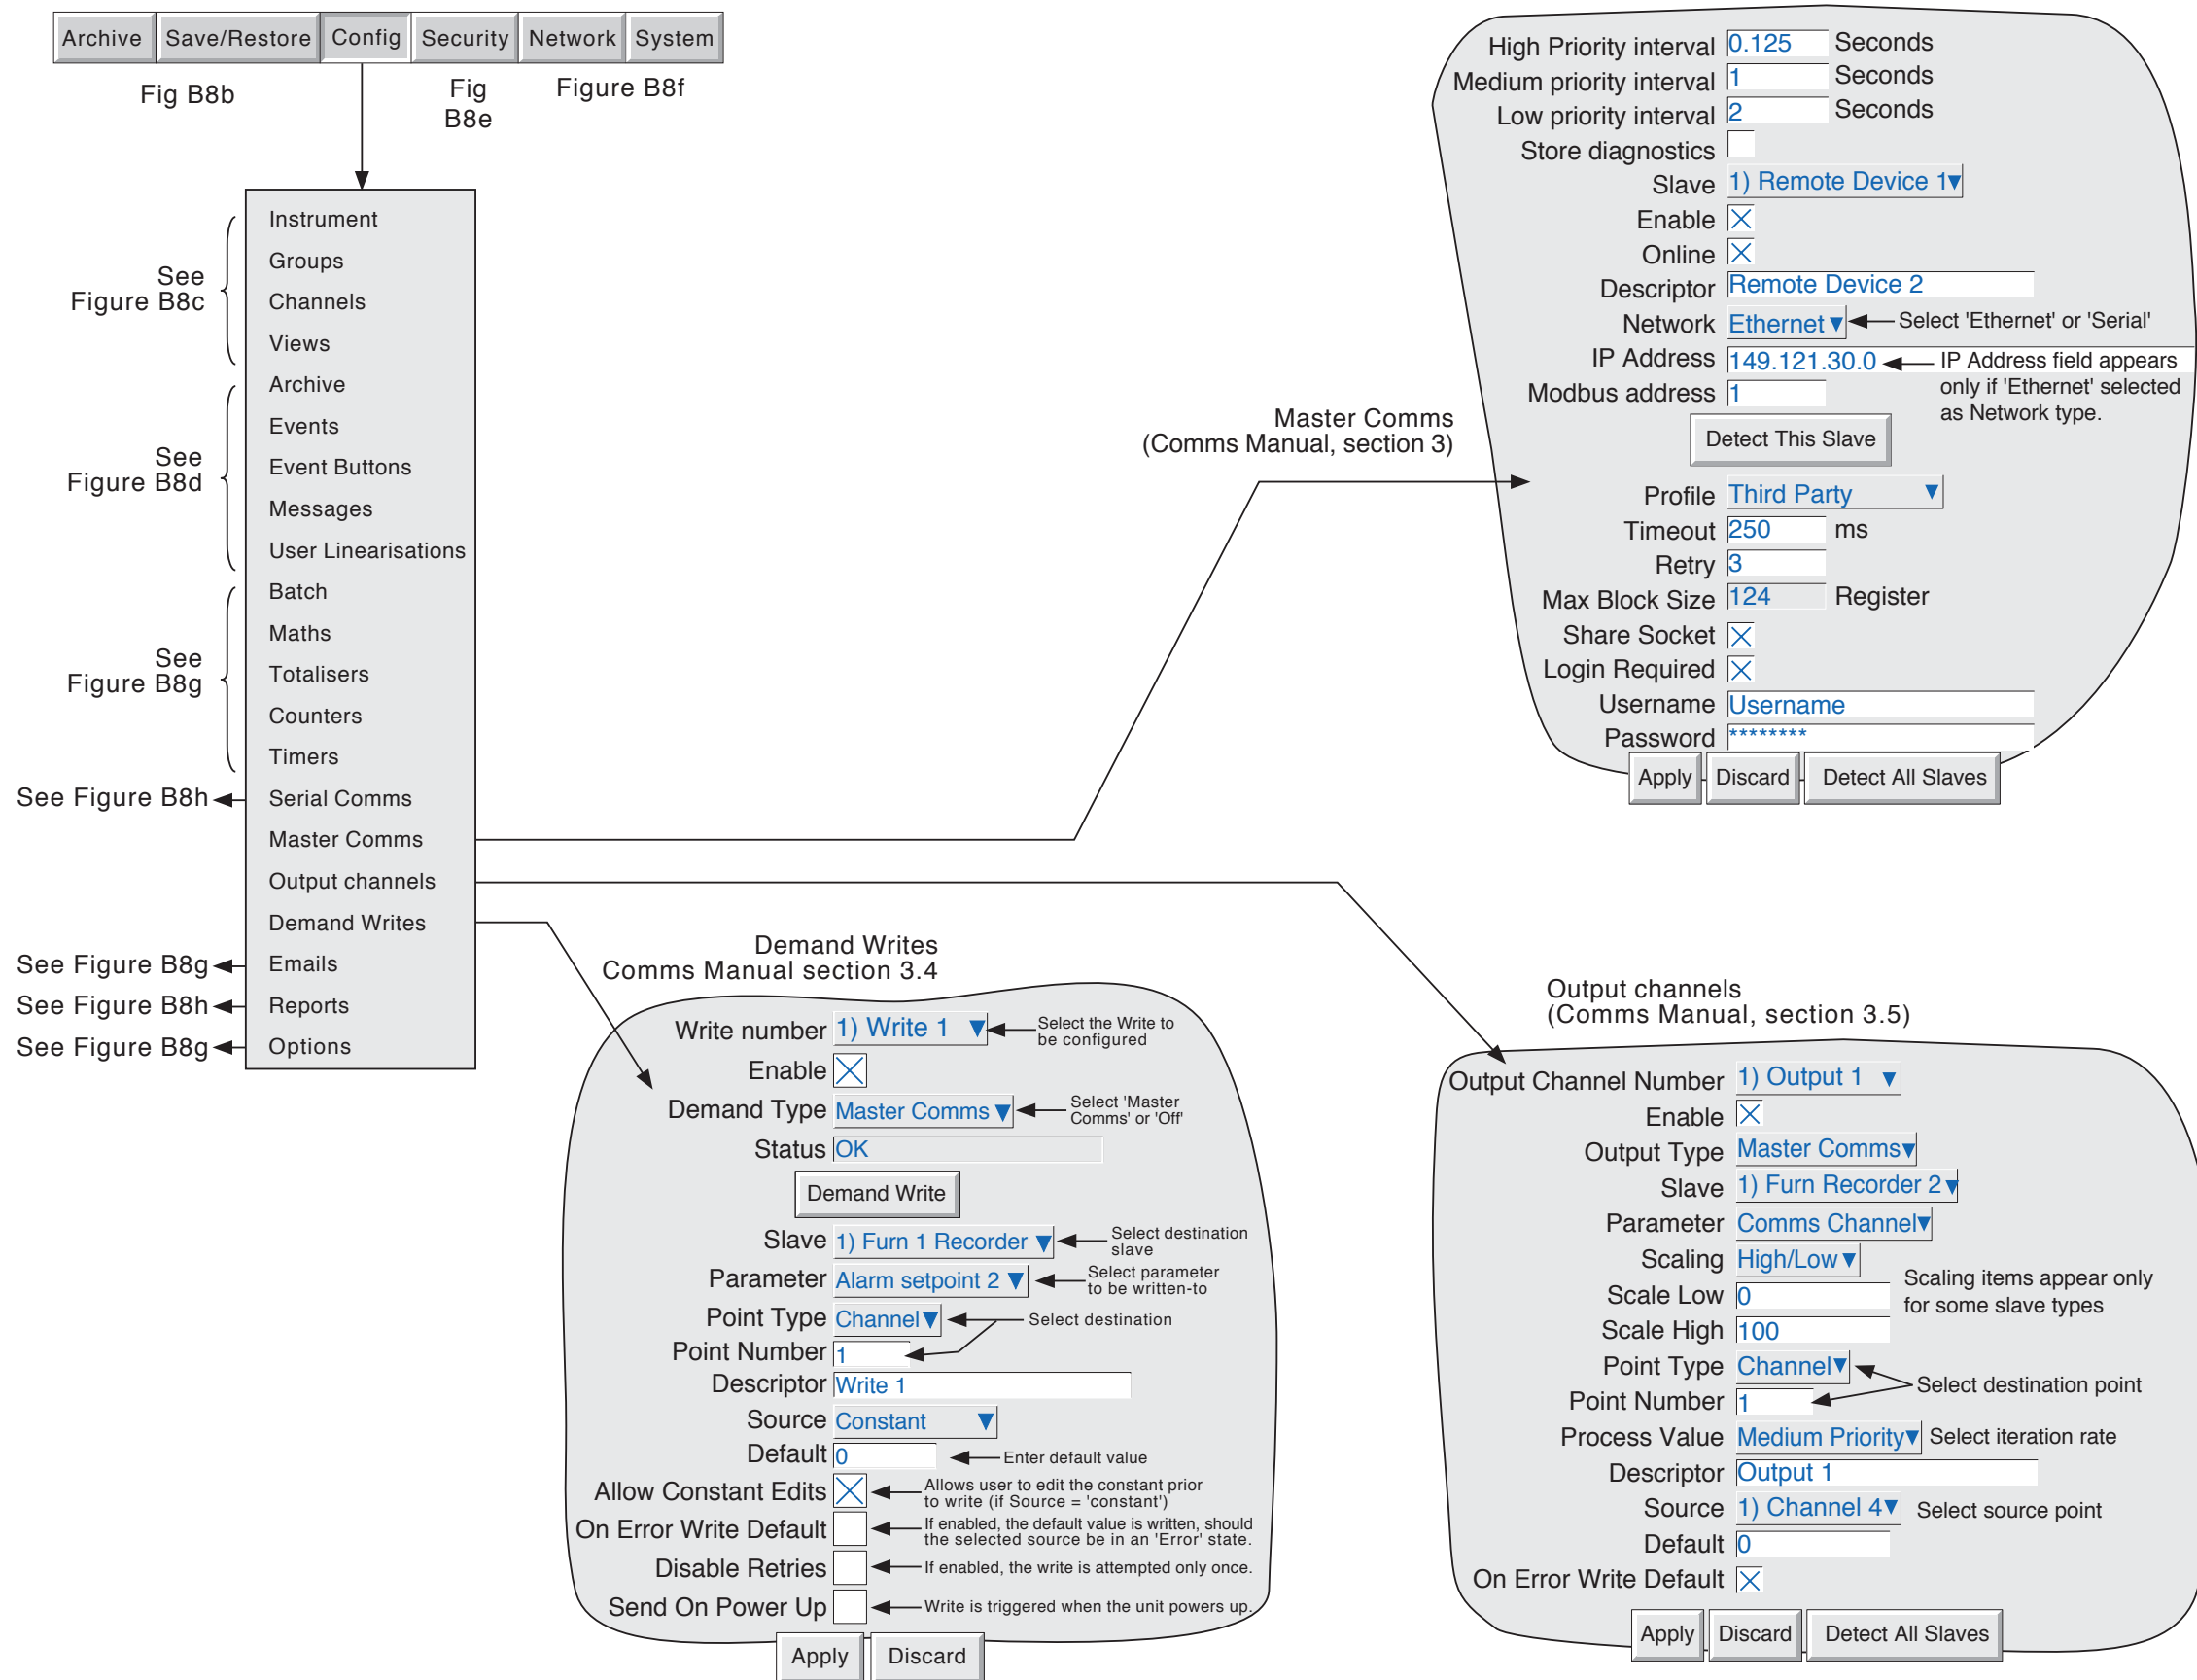 Archive Save/Restore Config Security Network System
Fig B8b
Fig
B8e
Figure B8f
Instrument
Groups
Channels
Views
See
Figure B8c
Archive
Events
Event Buttons
Messages
User Linearisations
See
Figure B8d
Batch
Maths
Totalisers
Counters
Timers
See
Figure B8g
See Figure B8h Serial Comms
Master Comms
Output channels
Demand Writes
See Figure B8g Emails
See Figure B8h Reports
See Figure B8g Options
Master Comms
(Comms Manual, section 3)
High Priority interval 0.125 Seconds
Medium priority interval 1 Seconds
Low priority interval 2 Seconds
Store diagnostics
Slave 1) Remote Device 1
Enable
Online
Descriptor Remote Device 2
Network Ethernet Select 'Ethernet' or 'Serial'
IP Address 149.121.30.0 IP Address field appears
only if 'Ethernet' selected
as Network type.
Modbus address 1
Detect This Slave
Profile Third Party
Timeout 250 ms
Retry 3
Max Block Size 124 Register
Share Socket
Login Required
Username Username
Password ********
Apply Discard Detect All Slaves
Demand Writes
Comms Manual section 3.4
Write number 1) Write 1 Select the Write to
be configured
Enable
Demand Type Master Comms Select 'Master
Comms' or 'Off'
Status OK
Demand Write
Slave 1) Furn 1 Recorder Select destination
slave
Parameter Alarm setpoint 2 Select parameter
to be written-to
Point Type Channel Select destination
Point Number 1
Descriptor Write 1
Source Constant
Default 0 Enter default value
Allow Constant Edits Allows user to edit the constant prior
to write (if Source = 'constant')
On Error Write Default If enabled, the default value is written, should
the selected source be in an 'Error' state.
Disable Retries If enabled, the write is attempted only once.
Send On Power Up Write is triggered when the unit powers up.
Apply Discard
Output channels
(Comms Manual, section 3.5)
Output Channel Number 1) Output 1
Enable
Output Type Master Comms
Slave 1) Furn Recorder 2
Parameter Comms Channel
Scaling High/Low
Scaling items appear only
for some slave types
Scale Low 0
Scale High 100
Point Type Channel
Select destination point
Point Number 1
Process Value Medium Priority Select iteration rate
Descriptor Output 1
Source 1) Channel 4 Select source point
Default 0
On Error Write Default
Apply Discard Detect All Slaves